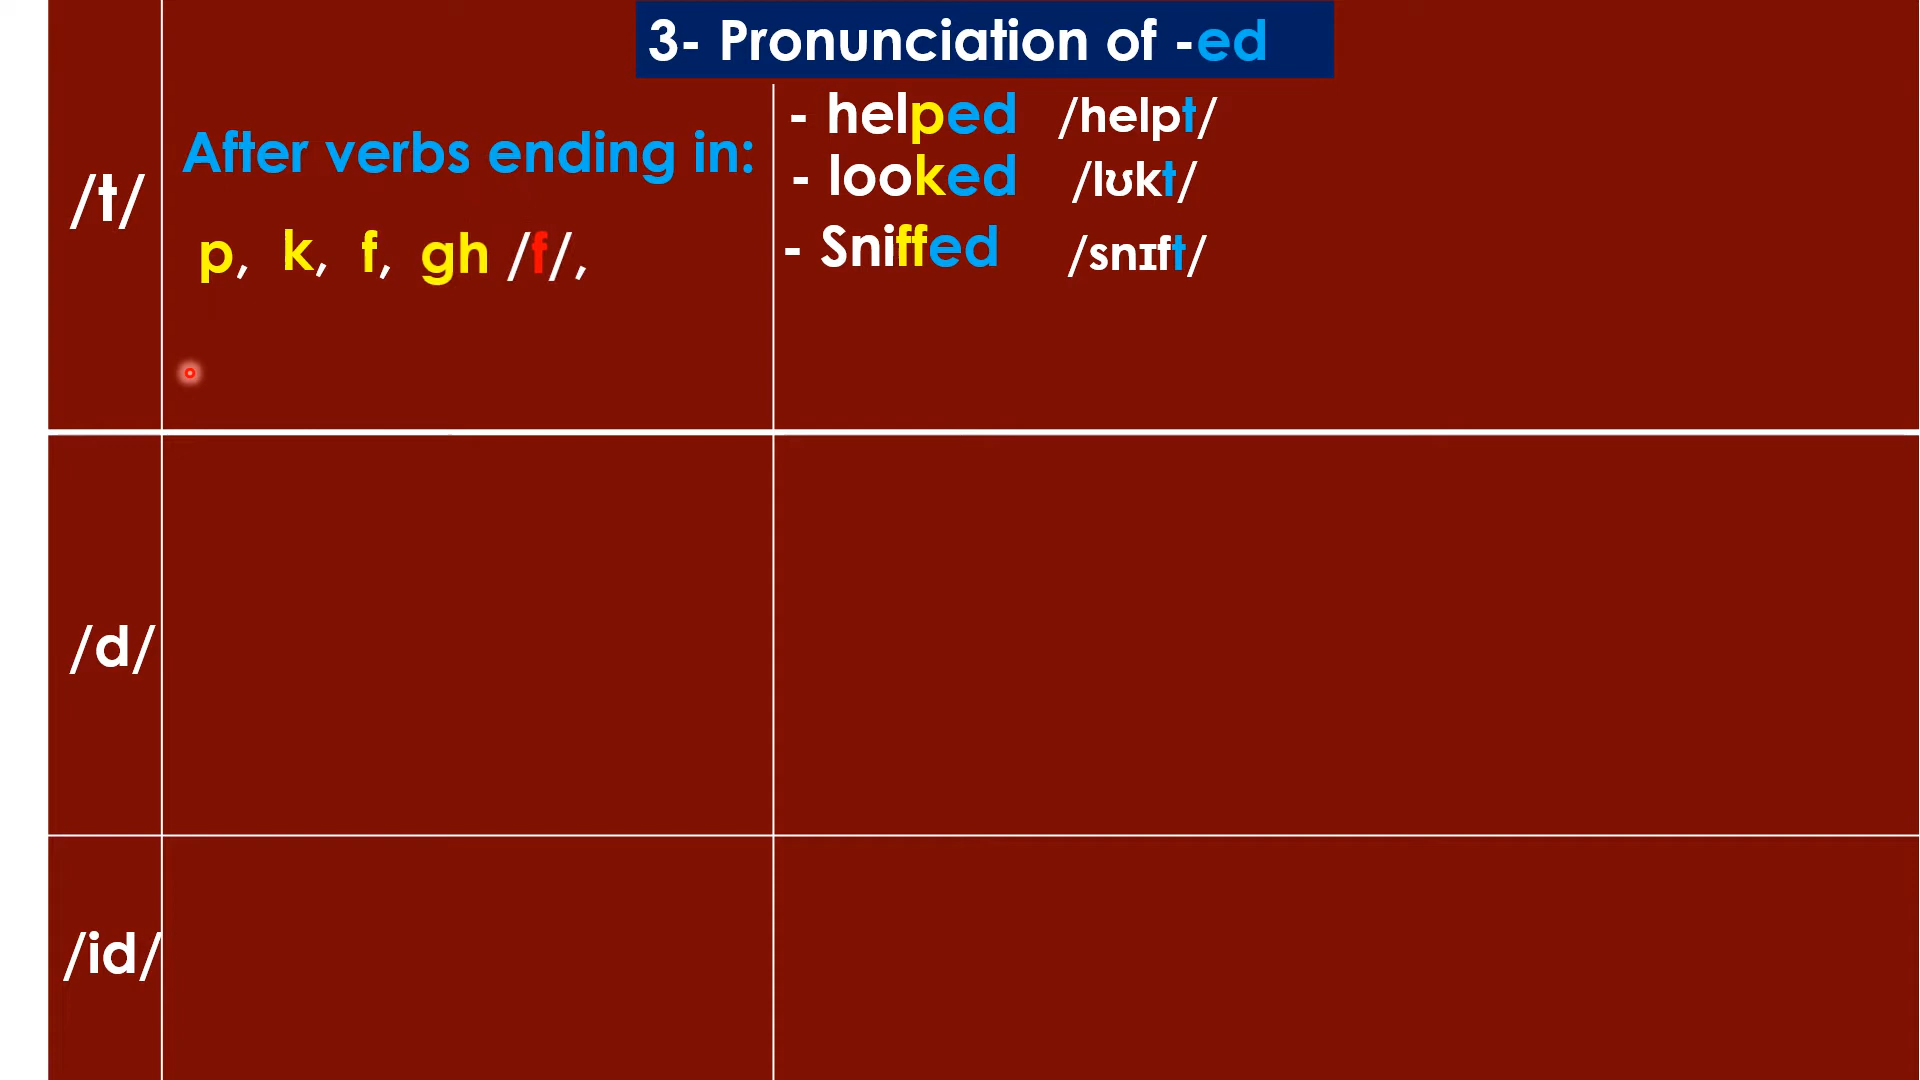 3- Pronunciation of -ed
/t/
After verbs ending in:
p, k, f, gh /f/,
- helped /helpt/
- looked /lʊkt/
- Sniffed /snɪft/
/d/
/id/